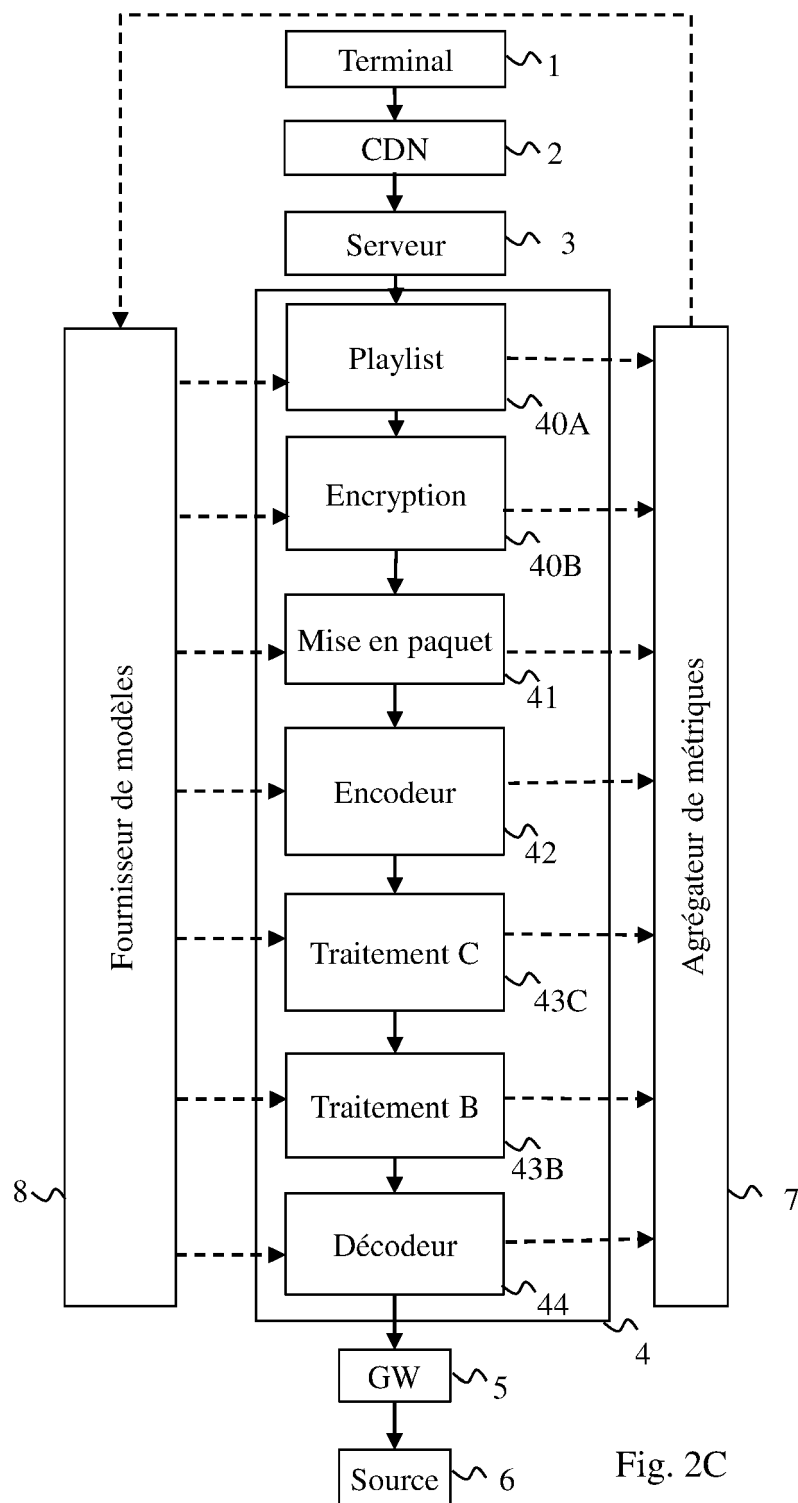 Terminal
1
CDN
2
Serveur
3
Playlist
40A
Encryption
40B
Mise en paquet
41
Encodeur
42
Traitement C
43C
Traitement B
43B
Décodeur
44
4
Fournisseur de modèles
8
Agrégateur de métriques
7
GW
5
Source
6
Fig. 2C